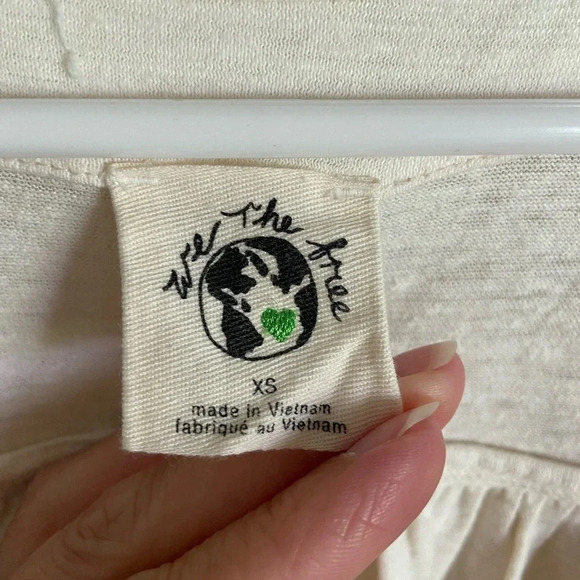 We The free
XS
made in Vietnam
fabriqué au Vietnam